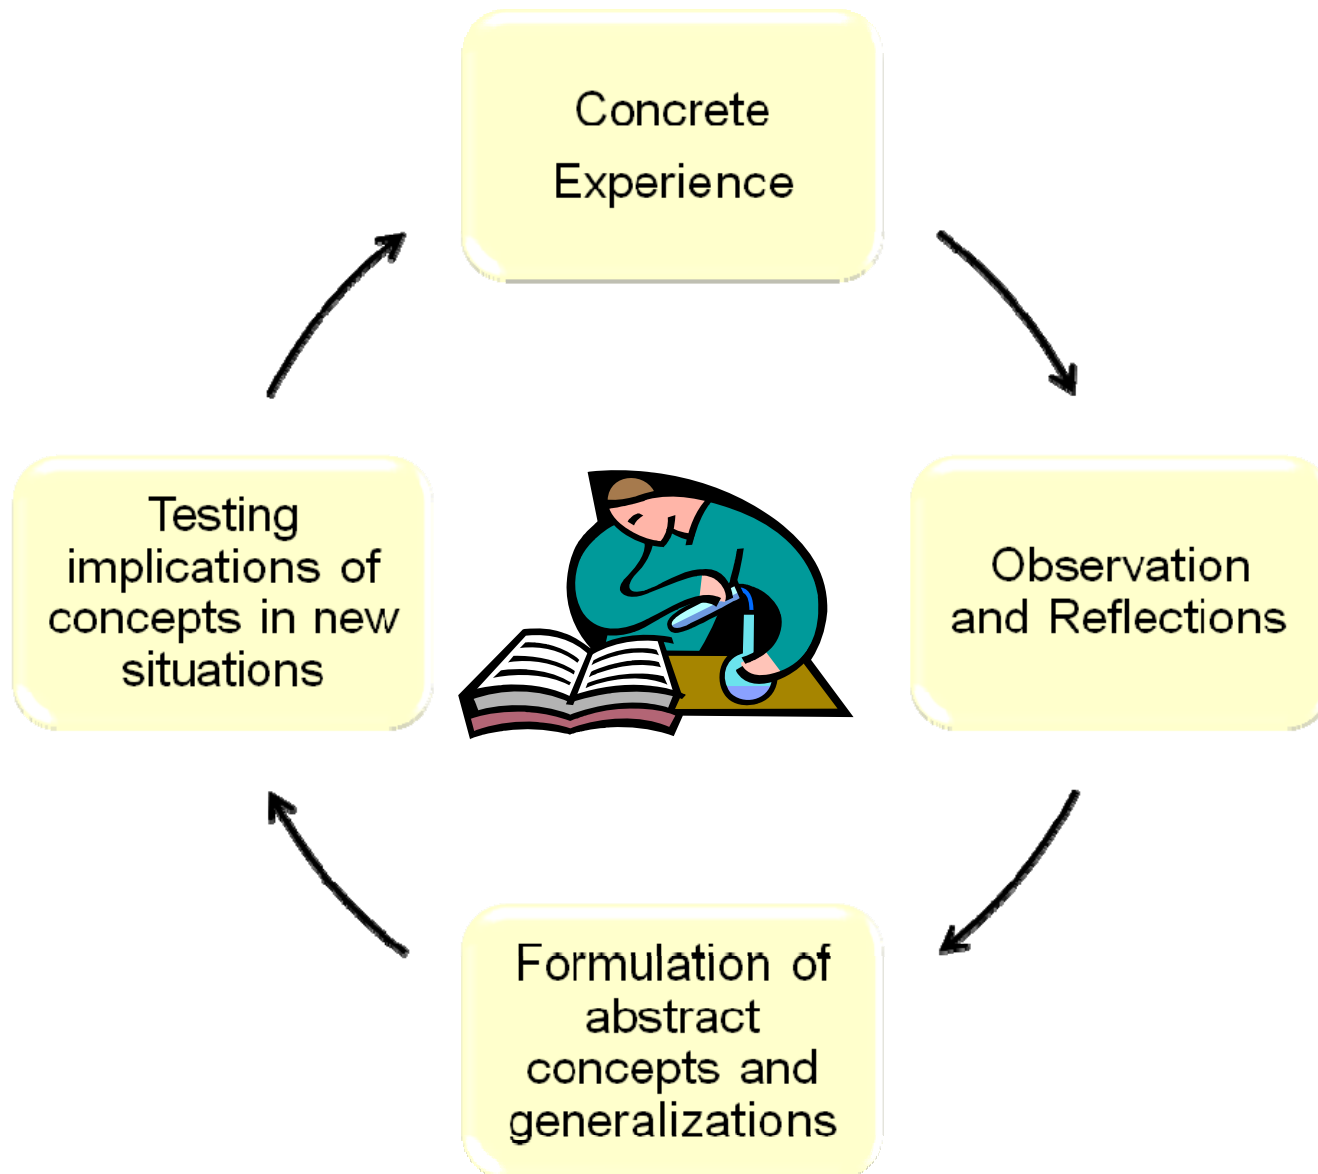 Concrete
Experience
Observation
and Reflections
Formulation of
abstract
concepts and
generalizations
Testing
implications of
concepts in new
situations